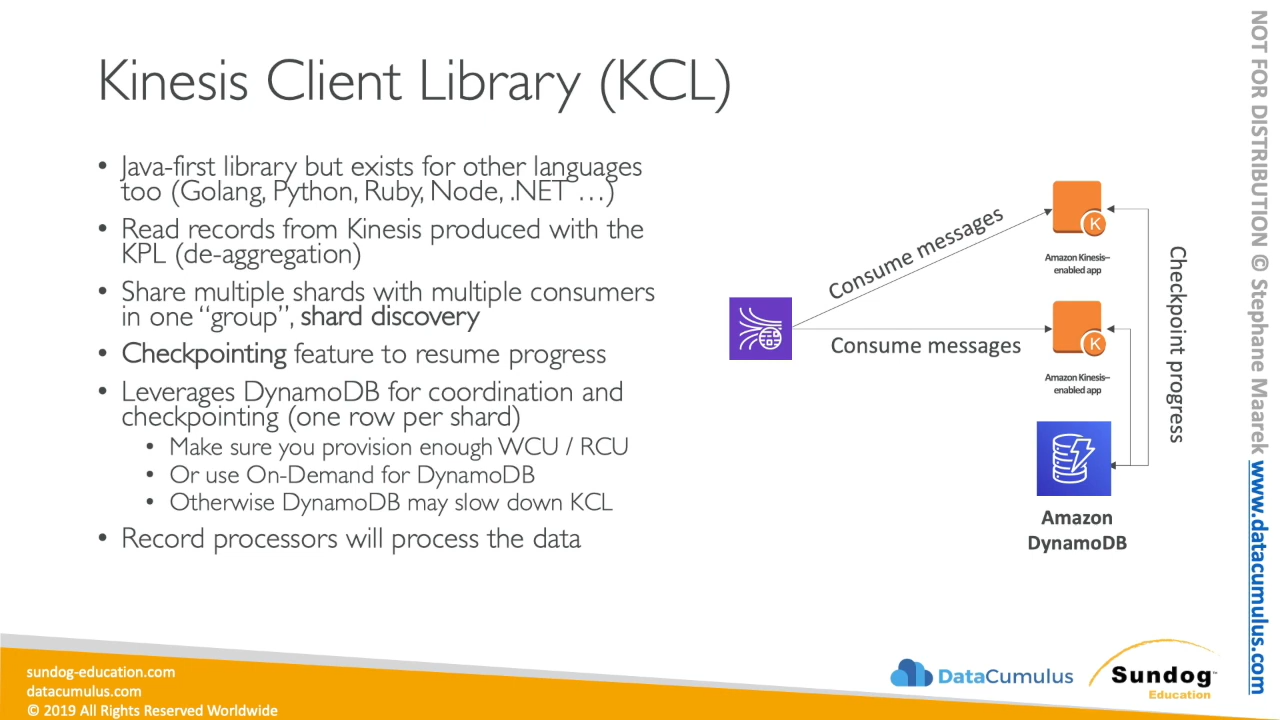 Kinesis Client Library (KCL)
• Java-first library but exists for other languages
too (Golang, Python, Ruby, Node, .NET …)
• Read records from Kinesis produced with the
KPL (de-aggregation)
• Share multiple shards with multiple consumers
in one “group”, shard discovery
• Checkpointing feature to resume progress
• Leverages DynamoDB for coordination and
checkpointing (one row per shard)
• Make sure you provision enough WCU / RCU
• Or use On-Demand for DynamoDB
• Otherwise DynamoDB may slow down KCL
• Record processors will process the data
Consume messages
Consume messages
K
Amazon Kinesis–
enabled app
K
Amazon Kinesis–
enabled app
Checkpoint progress
Amazon
DynamoDB
NOT FOR DISTRIBUTION © Stephane Maarek www.datacumulus.com
sundog-education.com
datacumulus.com
© 2019 All Rights Reserved Worldwide
DataCumulus
Sundog™
Education